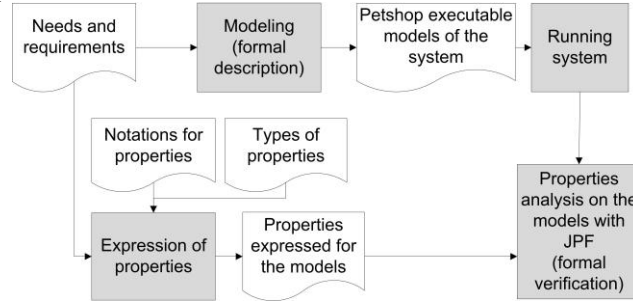 Needs and
requirements
Modeling
(formal
description)
Petshop executable
models of the
system
Running
system
Notations for
properties
Types of
properties
Expression of
properties
Properties
expressed for
the models
Properties
analysis on the
models with
JPF
(formal
verification)